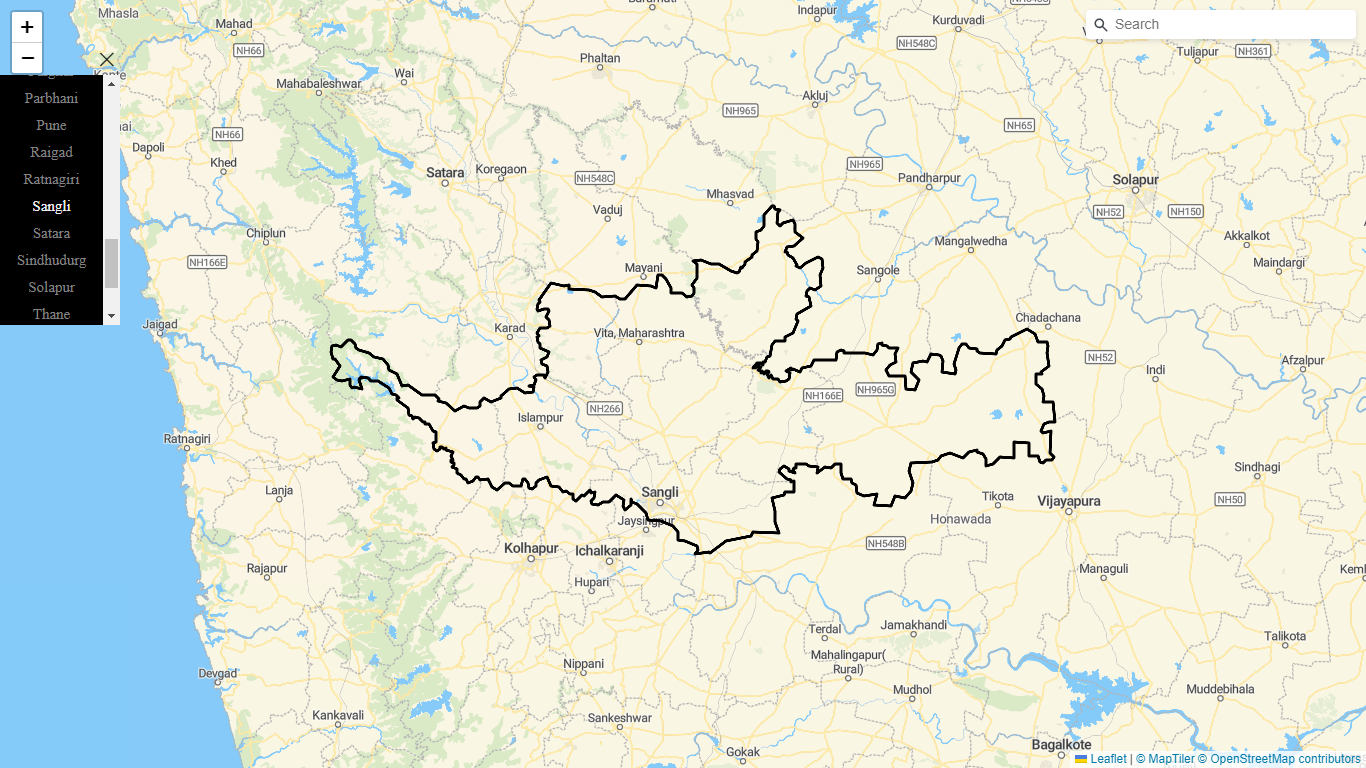 +
−
Search
Parbhani
Pune
Raigad
Ratnagiri
Sangli
Satara
Sindhudurg
Solapur
Thane
Mhasla
Mahad
NH66
Indapur
Kurduvadi
NH548C
Tuljapur
NH361
Phaltan
Wai
Mahabaleshwar
Akluj
NH965
NH66
NH65
Dapoli
Khed
Satara
Koregaon
NH548C
NH965
Pandharpur
Solapur
Mhasvad
Vaduj
NH52
NH150
Chiplun
Akkalkot
Mangalwedha
NH166E
Mayani
Sangole
Maindargi
Jaigad
Karad
Vita, Maharashtra
Chadachana
NH52
Indi
Afzalpur
NH965G
NH166E
NH266
Islampur
Ratnagiri
Sindhagi
Lanja
Sangli
Tikota
Vijayapura
NH50
Jaysingpur
Honawada
Kolhapur
Ichalkaranji
NH548B
Rajapur
Hupari
Managuli
Terdal
Jamakhandi
Talikota
Mahalingapur(
Rural)
Nippani
Devgad
Mudhol
Muddebihala
Kankavali
Sankeshwar
Gokak
Bagalkote
Leaflet | © MapTiler © OpenStreetMap contributors